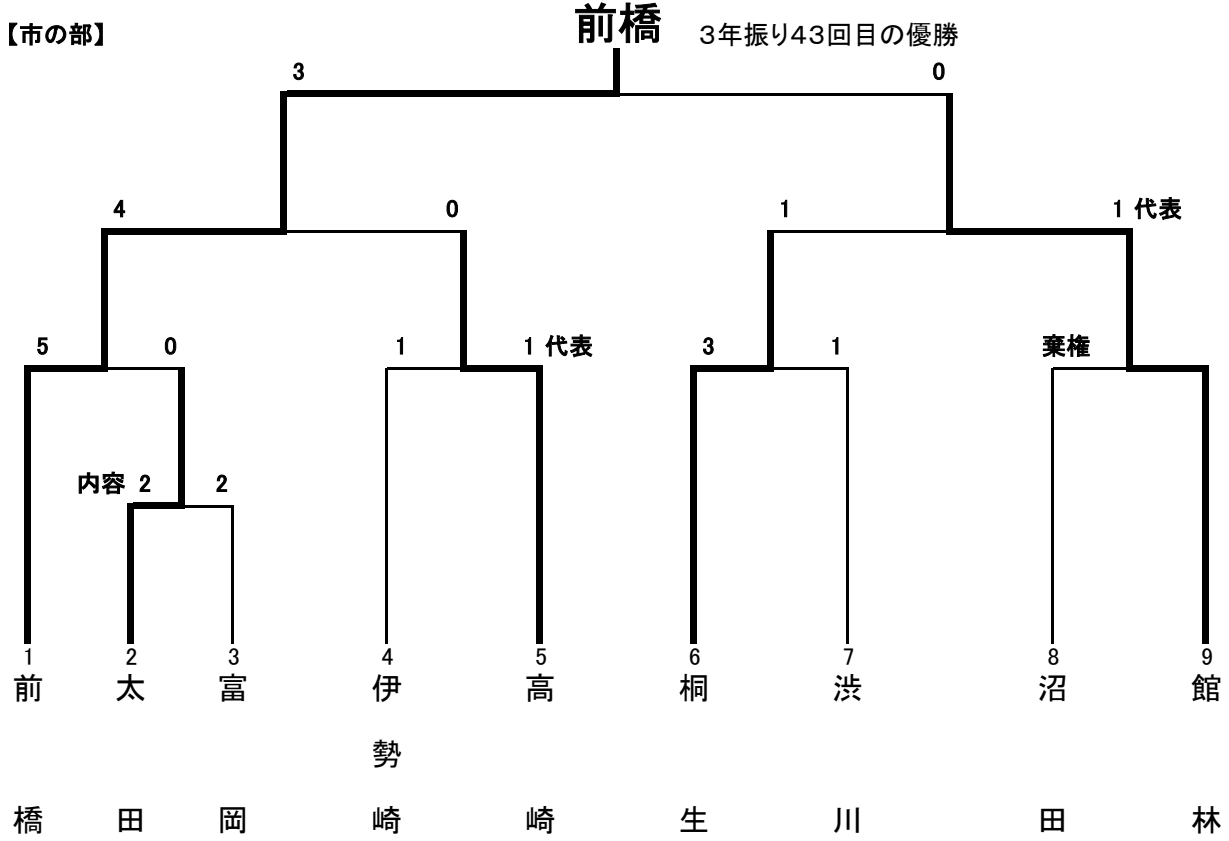 【市の部】
前橋
３年振り４３回目の優勝
3 0
4 0 1 1 代表
5 0 1 1 代表 3 1 棄権
内容 2 2
1 2 3 4 5 6 7 8 9
前橋
太田
富岡
伊勢崎
高崎
桐生
渋川
沼田
館林